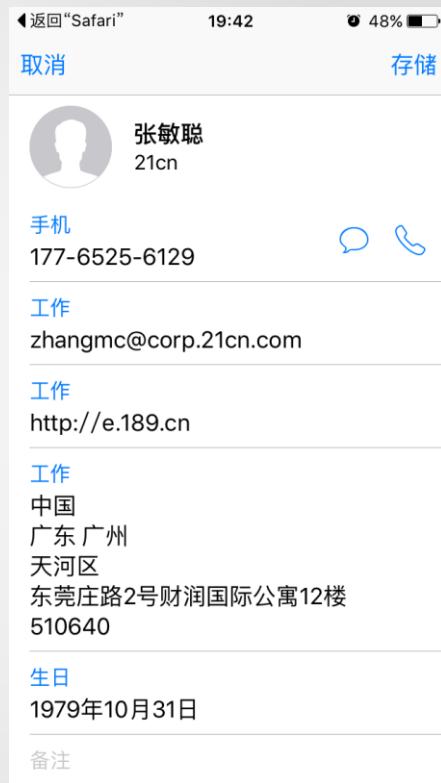 返回“Safari”
19:42
48%
取消
存储
张敏聪
21cn
手机
177-6525-6129
工作
zhangmc@corp.21cn.com
工作
http://e.189.cn
工作
中国
广东 广州
天河区
东莞庄路2号财润国际公寓12楼
510640
生日
1979年10月31日
备注